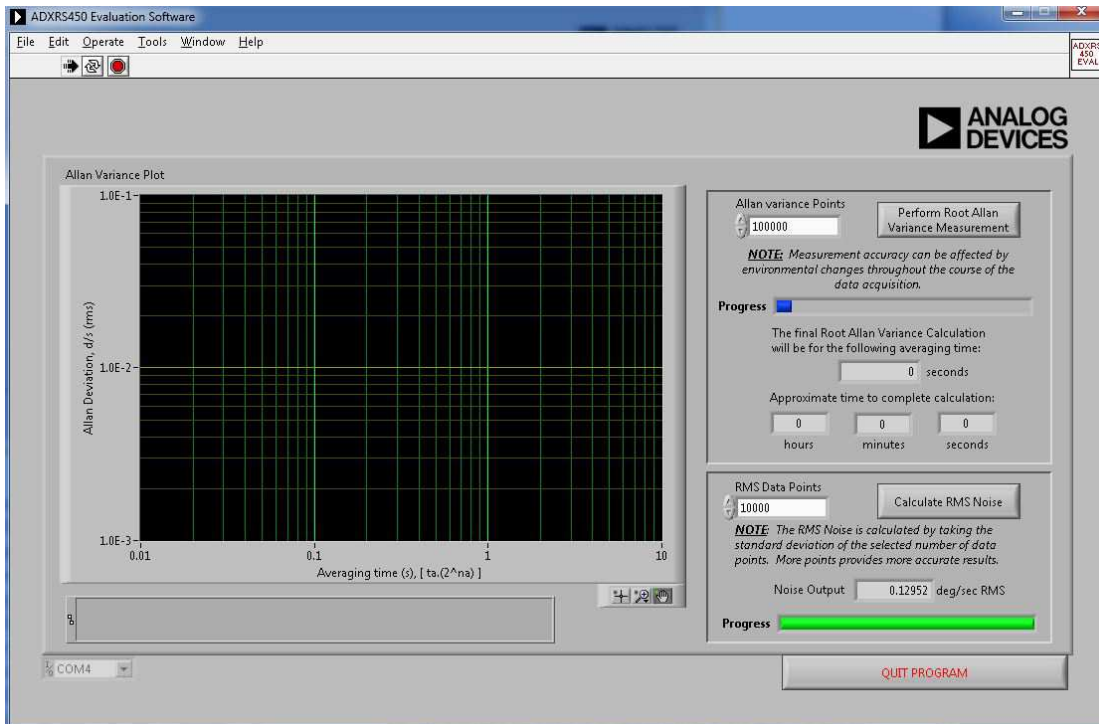 ADXRS450 Evaluation Software
File Edit Operate Tools Window Help
ADXRS
450
EVAL
ANALOG
DEVICES
Allan Variance Plot
1.0E-1
1.0E-2
1.0E-3
Allan Deviation, d/s (rms)
0.01 0.1 1 10
Averaging time (s), [ ta.(2^na) ]
Allan variance Points
100000
Perform Root Allan
Variance Measurement
NOTE: Measurement accuracy can be affected by
environmental changes throughout the course of the
data acquisition.
Progress
The final Root Allan Variance Calculation
will be for the following averaging time:
0 seconds
Approximate time to complete calculation:
0 0 0
hours minutes seconds
RMS Data Points
10000
Calculate RMS Noise
NOTE: The RMS Noise is calculated by taking the
standard deviation of the selected number of data
points. More points provides more accurate results.
Noise Output 0.12952 deg/sec RMS
Progress
COM4
QUIT PROGRAM